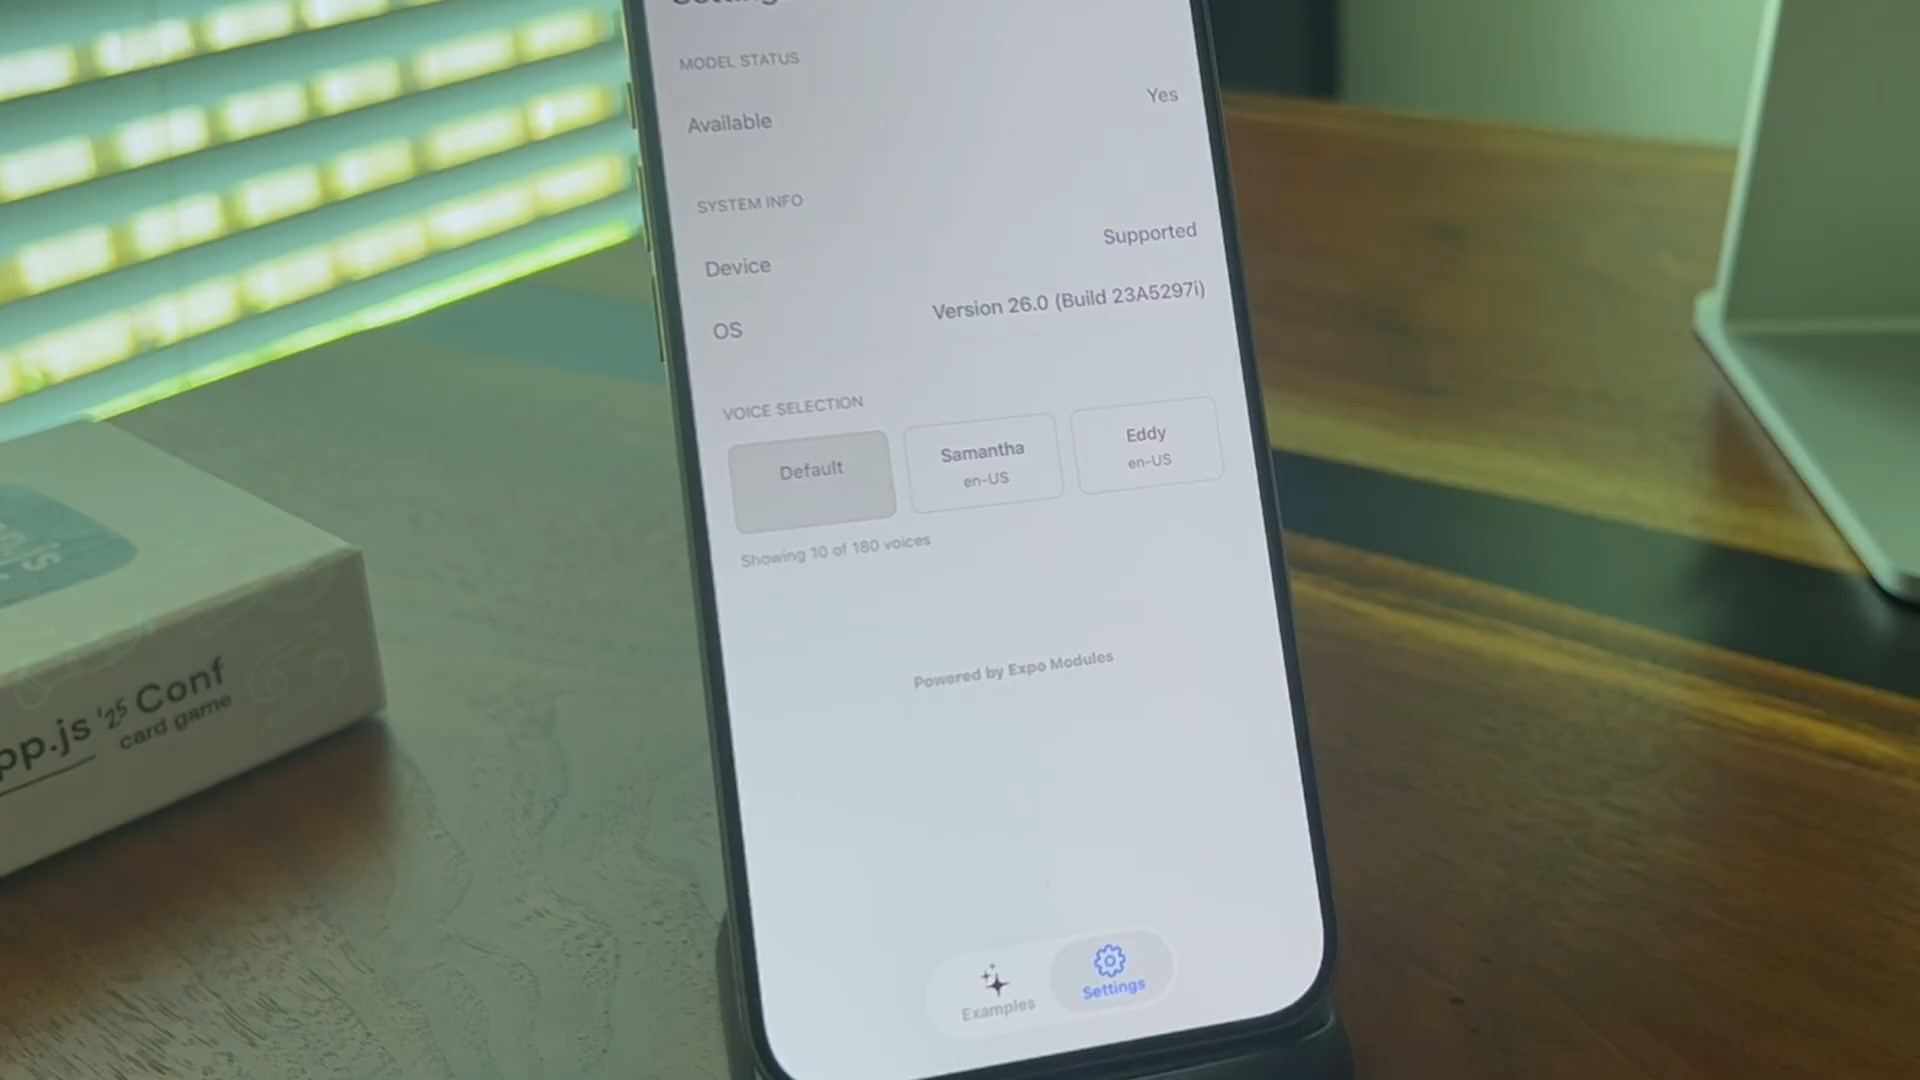 MODEL STATUS
Available Yes
SYSTEM INFO
Device Supported
OS Version 26.0 (Build 23A5297i)
VOICE SELECTION
Default
Samantha
en-US
Eddy
en-US
Showing 10 of 180 voices
Powered by Expo Modules
Examples
Settings
pp.js '25 Conf
card game